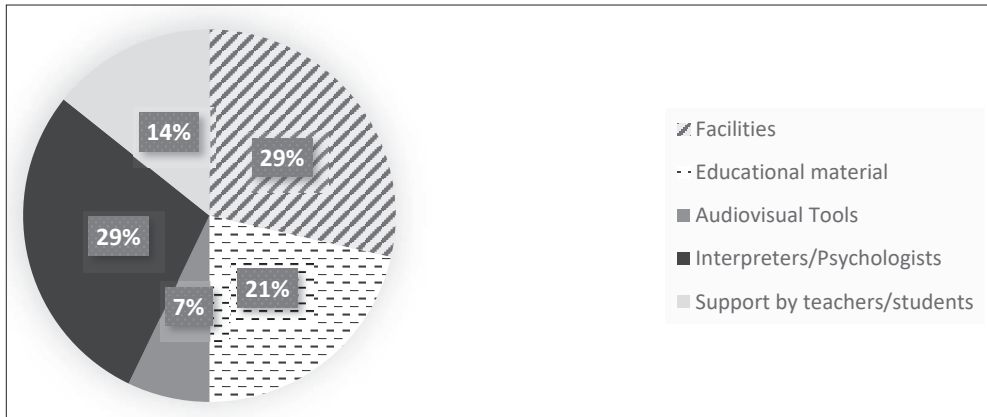 14%
29%
29%
21%
7%
Facilities
Educational material
Audiovisual Tools
Interpreters/Psychologists
Support by teachers/students